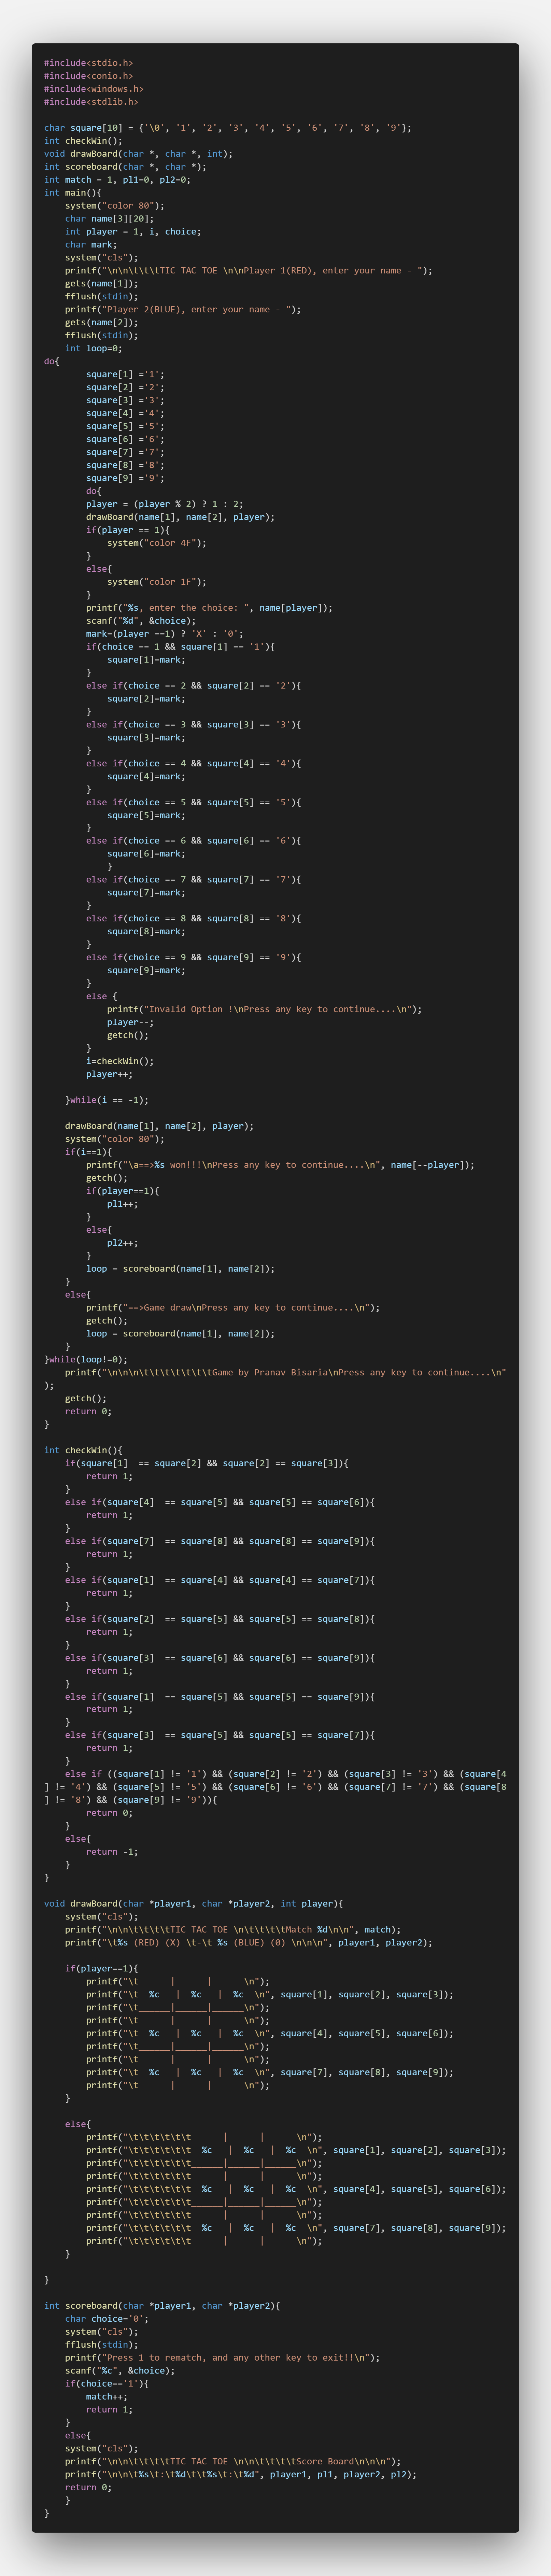 #include<stdio.h>
#include<conio.h>
#include<windows.h>
#include<stdlib.h>

char square[10] = {'\0', '1', '2', '3', '4', '5', '6', '7', '8', '9'};
int checkWin();
void drawBoard(char *, char *, int);
int scoreboard(char *, char *);
int match = 1, pl1=0, pl2=0;
int main(){
    system("color 80");
    char name[3][20];
    int player = 1, i, choice;
    char mark;
    system("cls");
    printf("\n\n\t\t\tTIC TAC TOE \n\nPlayer 1(RED), enter your name - ");
    gets(name[1]);
    fflush(stdin);
    printf("Player 2(BLUE), enter your name - ");
    gets(name[2]);
    fflush(stdin);
    int loop=0;
do{
        square[1] ='1';
        square[2] ='2';
        square[3] ='3';
        square[4] ='4';
        square[5] ='5';
        square[6] ='6';
        square[7] ='7';
        square[8] ='8';
        square[9] ='9';
        do{
        player = (player % 2) ? 1 : 2;
        drawBoard(name[1], name[2], player);
        if(player == 1){
            system("color 4F");
        }
        else{
            system("color 1F");
        }
        printf("%s, enter the choice: ", name[player]);
        scanf("%d", &choice);
        mark=(player ==1) ? 'X' : '0';
        if(choice == 1 && square[1] == '1'){
            square[1]=mark;
        }
        else if(choice == 2 && square[2] == '2'){
            square[2]=mark;
        }
        else if(choice == 3 && square[3] == '3'){
            square[3]=mark;
        }
        else if(choice == 4 && square[4] == '4'){
            square[4]=mark;
        }
        else if(choice == 5 && square[5] == '5'){
            square[5]=mark;
        }
        else if(choice == 6 && square[6] == '6'){
            square[6]=mark;
            }
        else if(choice == 7 && square[7] == '7'){
            square[7]=mark;
        }
        else if(choice == 8 && square[8] == '8'){
            square[8]=mark;
        }
        else if(choice == 9 && square[9] == '9'){
            square[9]=mark;
        }
        else {
            printf("Invalid Option !\nPress any key to continue....\n");
            player--;
            getch();
        }
        i=checkWin();
        player++;

    }while(i == -1);

    drawBoard(name[1], name[2], player);
    system("color 80");
    if(i==1){
        printf("\a==>%s won!!!\nPress any key to continue....\n", name[--player]);
        getch();
        if(player==1){
            pl1++;
        }
        else{
            pl2++;
        }
        loop = scoreboard(name[1], name[2]);
    }
    else{
        printf("==>Game draw\nPress any key to continue....\n");
        getch();
        loop = scoreboard(name[1], name[2]);
    }
}while(loop!=0);
    printf("\n\n\n\t\t\t\t\t\t\tGame by Pranav Bisaria\nPress any key to continue....\n"
);
    getch();
    return 0;
}

int checkWin(){
    if(square[1]  == square[2] && square[2] == square[3]){
        return 1;
    }
    else if(square[4]  == square[5] && square[5] == square[6]){
        return 1;
    }
    else if(square[7]  == square[8] && square[8] == square[9]){
        return 1;
    }
    else if(square[1]  == square[4] && square[4] == square[7]){
        return 1;
    }
    else if(square[2]  == square[5] && square[5] == square[8]){
        return 1;
    }
    else if(square[3]  == square[6] && square[6] == square[9]){
        return 1;
    }
    else if(square[1]  == square[5] && square[5] == square[9]){
        return 1;
    }
    else if(square[3]  == square[5] && square[5] == square[7]){
        return 1;
    }
    else if ((square[1] != '1') && (square[2] != '2') && (square[3] != '3') && (square[4
] != '4') && (square[5] != '5') && (square[6] != '6') && (square[7] != '7') && (square[8
] != '8') && (square[9] != '9')){
        return 0;
    }
    else{
        return -1;
    }
}

void drawBoard(char *player1, char *player2, int player){
    system("cls");
    printf("\n\n\t\t\t\tTIC TAC TOE \n\t\t\t\tMatch %d\n\n", match);
    printf("\t%s (RED) (X) \t-\t %s (BLUE) (0) \n\n\n", player1, player2);

    if(player==1){
        printf("\t      |      |      \n");
        printf("\t  %c   |  %c   |  %c  \n", square[1], square[2], square[3]);
        printf("\t______|______|______\n");
        printf("\t      |      |      \n");
        printf("\t  %c   |  %c   |  %c  \n", square[4], square[5], square[6]);
        printf("\t______|______|______\n");
        printf("\t      |      |      \n");
        printf("\t  %c   |  %c   |  %c  \n", square[7], square[8], square[9]);
        printf("\t      |      |      \n");
    }

    else{
        printf("\t\t\t\t\t\t      |      |      \n");
        printf("\t\t\t\t\t\t  %c   |  %c   |  %c  \n", square[1], square[2], square[3]);
        printf("\t\t\t\t\t\t______|______|______\n");
        printf("\t\t\t\t\t\t      |      |      \n");
        printf("\t\t\t\t\t\t  %c   |  %c   |  %c  \n", square[4], square[5], square[6]);
        printf("\t\t\t\t\t\t______|______|______\n");
        printf("\t\t\t\t\t\t      |      |      \n");
        printf("\t\t\t\t\t\t  %c   |  %c   |  %c  \n", square[7], square[8], square[9]);
        printf("\t\t\t\t\t\t      |      |      \n");
    }

}

int scoreboard(char *player1, char *player2){
    char choice='0';
    system("cls");
    fflush(stdin);
    printf("Press 1 to rematch, and any other key to exit!!\n");
    scanf("%c", &choice);
    if(choice=='1'){
        match++;
        return 1;
    }
    else{
    system("cls");
    printf("\n\n\t\t\t\tTIC TAC TOE \n\n\t\t\t\tScore Board\n\n\n");
    printf("\n\n\t%s\t:\t%d\t\t%s\t:\t%d", player1, pl1, player2, pl2);
    return 0;
    }
}